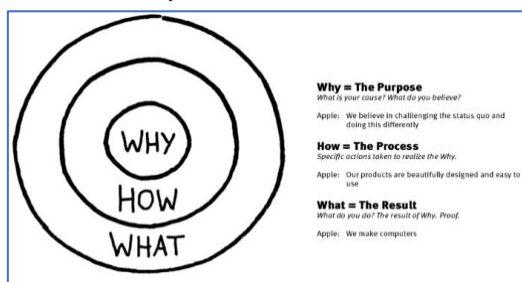 WHY
HOW
WHAT
Why = The Purpose
What is your cause? What do you believe?
Apple: We believe in challienging the status quo and
doing this differently
How = The Process
Specific actions taken to realize the Why.
Apple: Our products are beautifully designed and easy to
use
What = The Result
What do you do? The result of Why. Proof.
Apple: We make computers